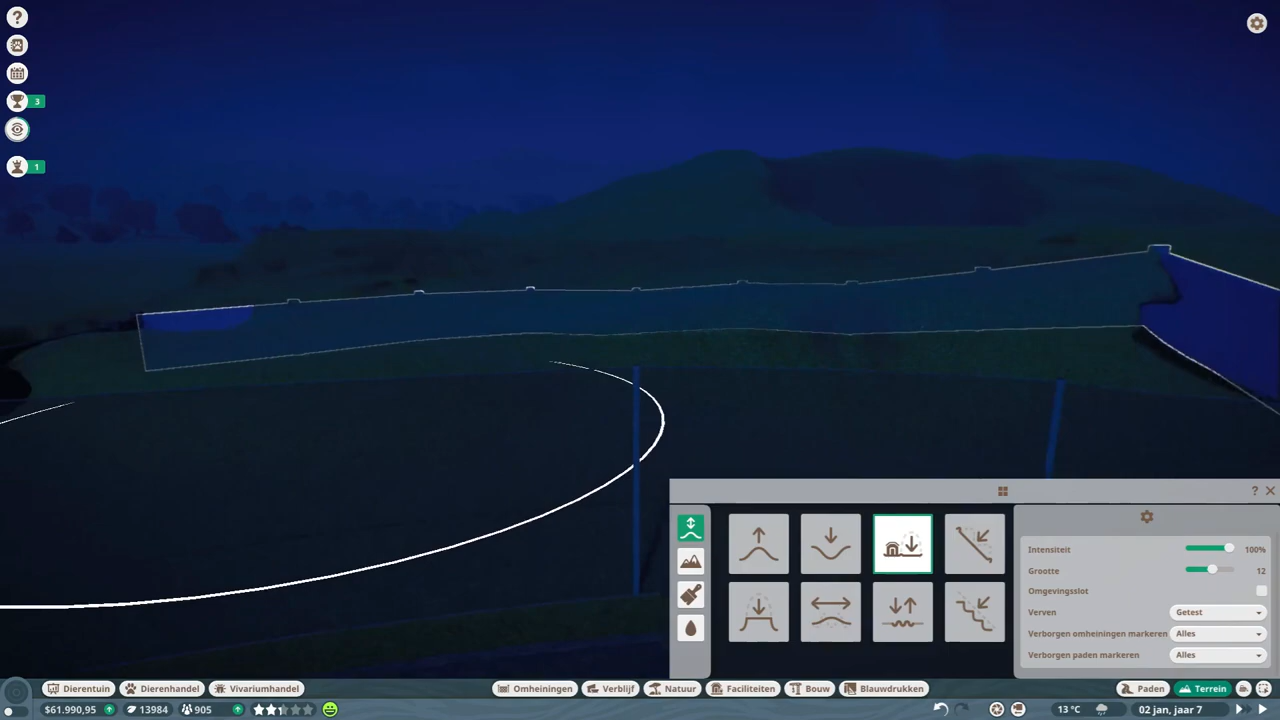 ?
3
1
? ✕
Intensiteit 100%
Grootte 12
Omgevingsslot
Verven Getest
Verborgen omheiningen markeren Alles
Verborgen paden markeren Alles
Dierentuin Dierenhandel Vivariumhandel Omheiningen Verblijf Natuur Faciliteiten Bouw Blauwdrukken Paden Terrein
$61.990,95 13984 905 13 °C 02 jan, jaar 7